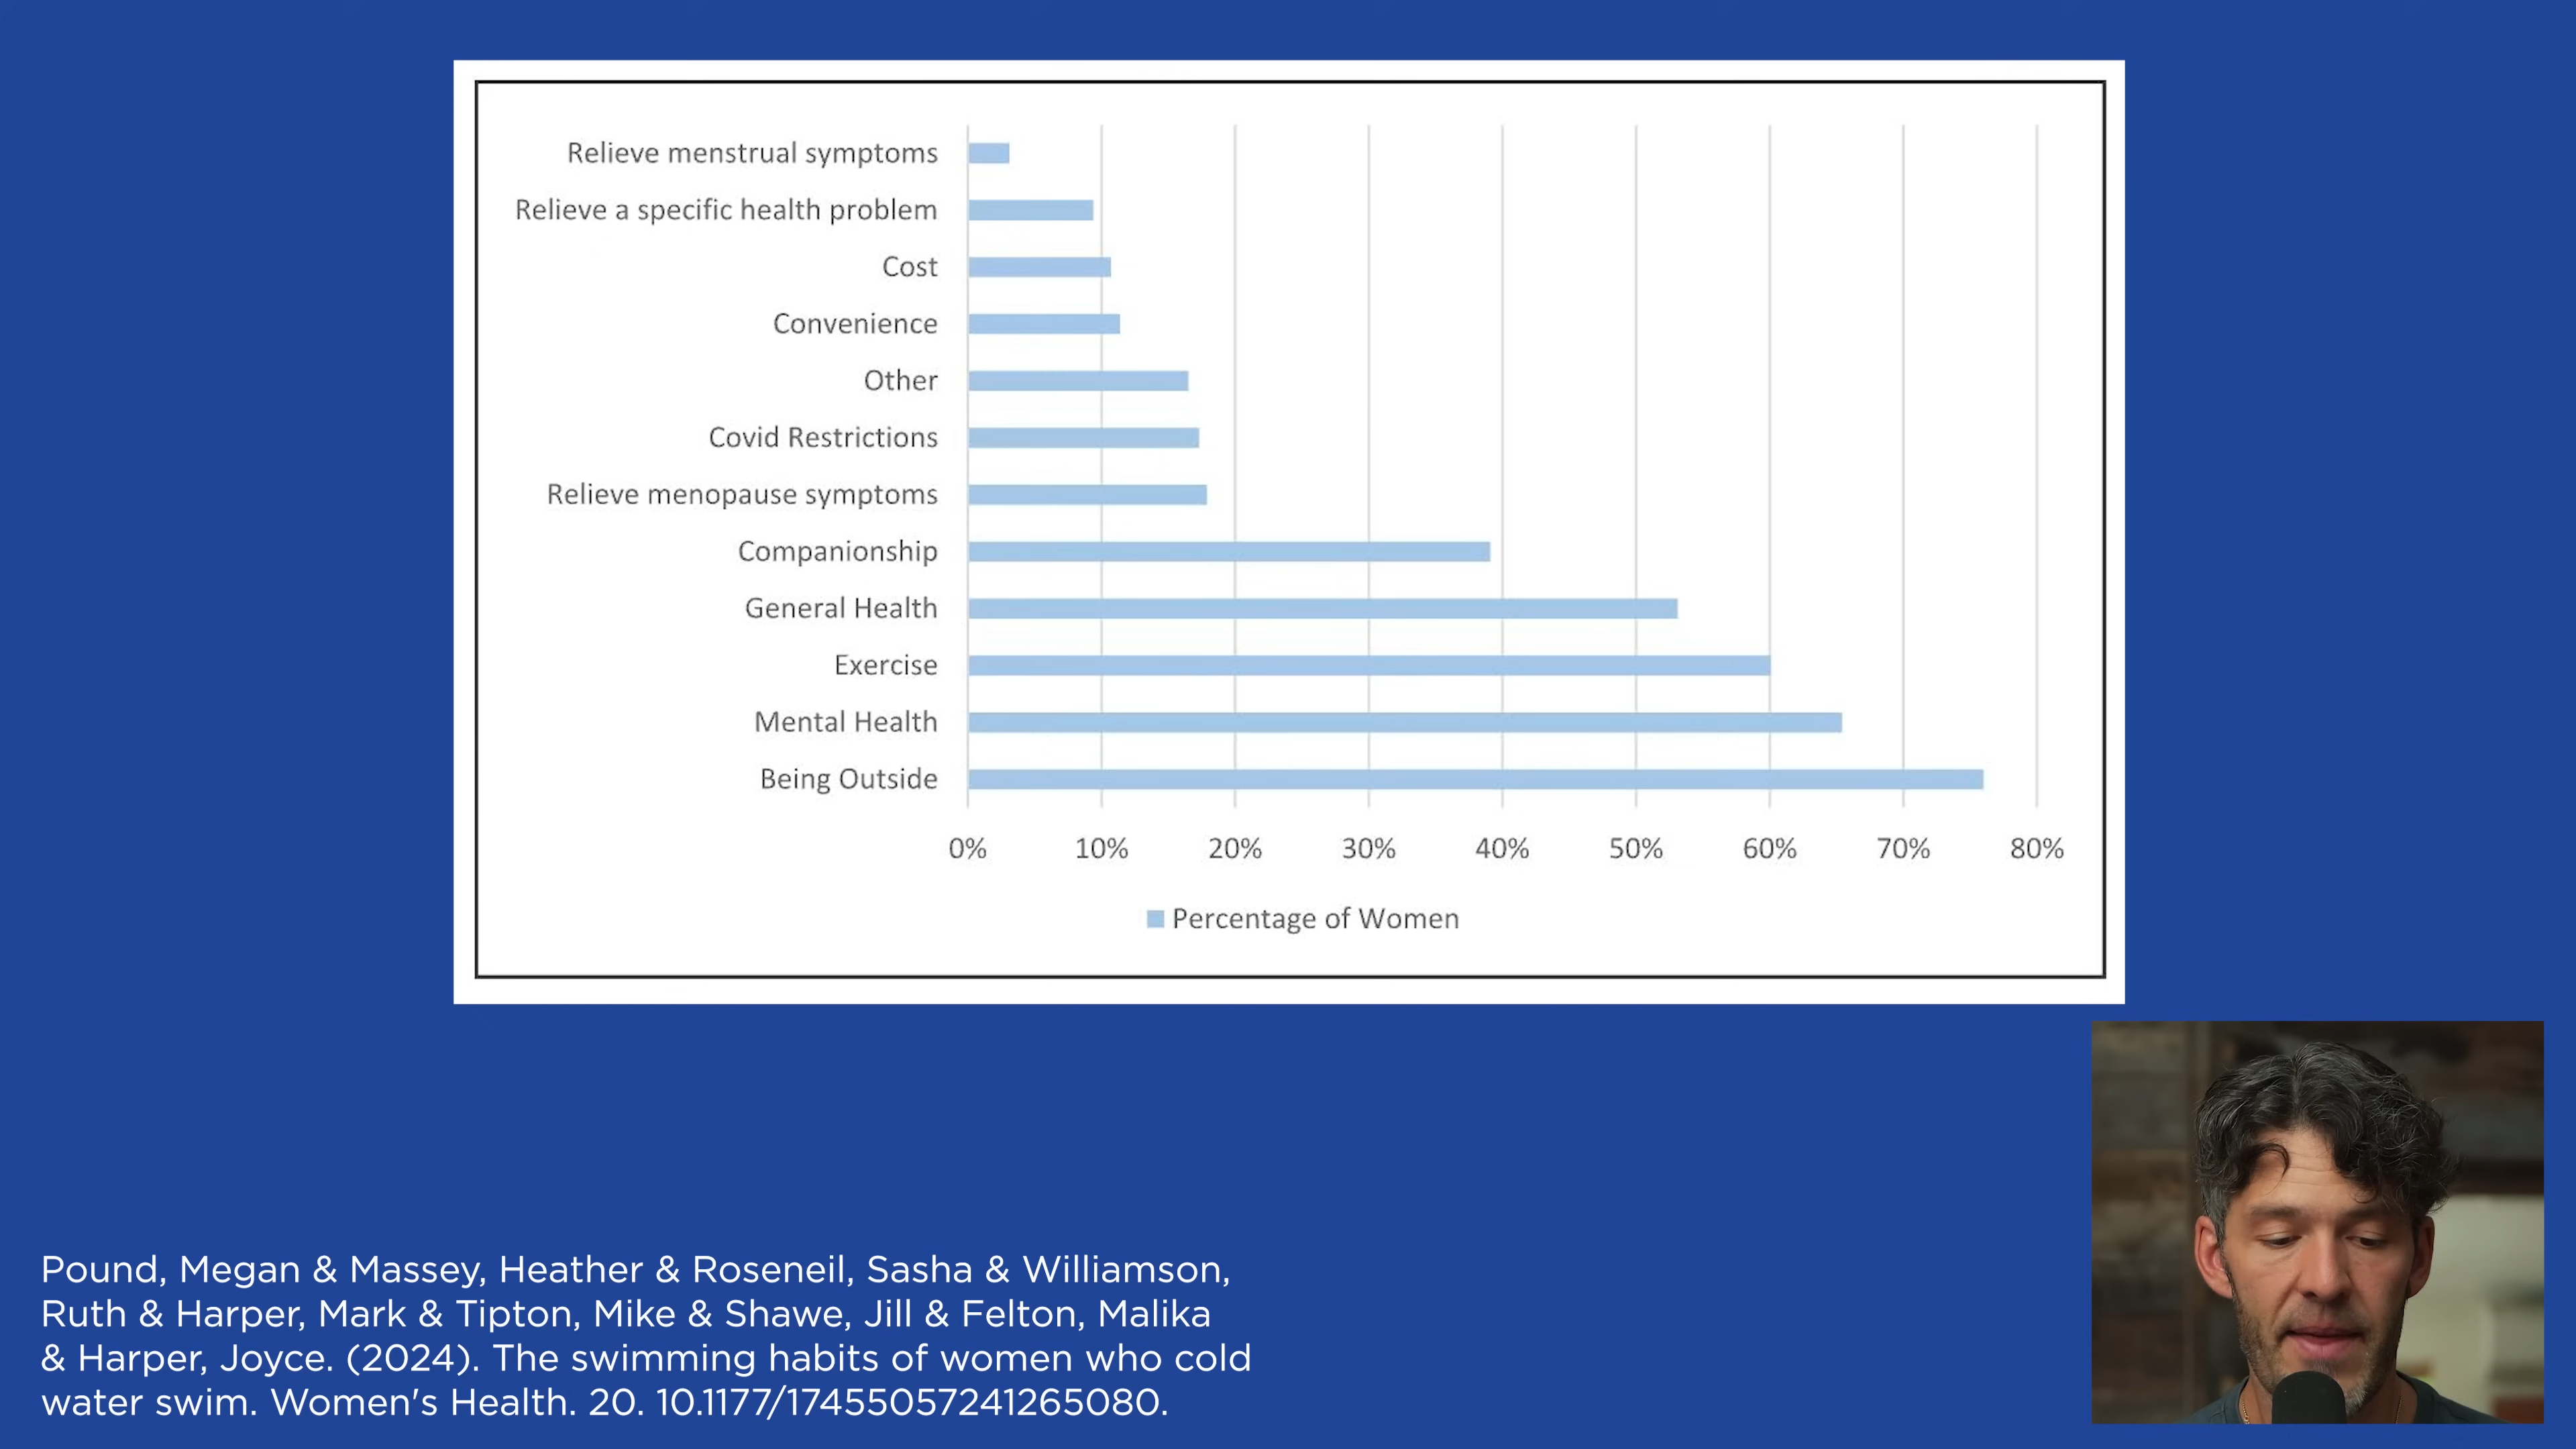 Relieve menstrual symptoms
Relieve a specific health problem
Cost
Convenience
Other
Covid Restrictions
Relieve menopause symptoms
Companionship
General Health
Exercise
Mental Health
Being Outside
0% 10% 20% 30% 40% 50% 60% 70% 80%
Percentage of Women
Pound, Megan & Massey, Heather & Roseneil, Sasha & Williamson,
Ruth & Harper, Mark & Tipton, Mike & Shawe, Jill & Felton, Malika
& Harper, Joyce. (2024). The swimming habits of women who cold
water swim. Women's Health. 20. 10.1177/17455057241265080.